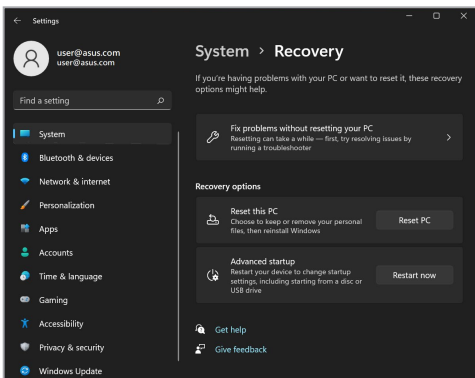 Settings
user@asus.com
user@asus.com
Find a setting
System
Bluetooth & devices
Network & internet
Personalization
Apps
Accounts
Time & language
Gaming
Accessibility
Privacy & security
Windows Update
System > Recovery
If you're having problems with your PC or want to reset it, these recovery
options might help.
Fix problems without resetting your PC
Resetting can take a while — first, try resolving issues by
running a troubleshooter
Recovery options
Reset this PC
Choose to keep or remove your personal
files, then reinstall Windows
Reset PC
Advanced startup
Restart your device to change startup
settings, including starting from a disc or
USB drive
Restart now
Get help
Give feedback